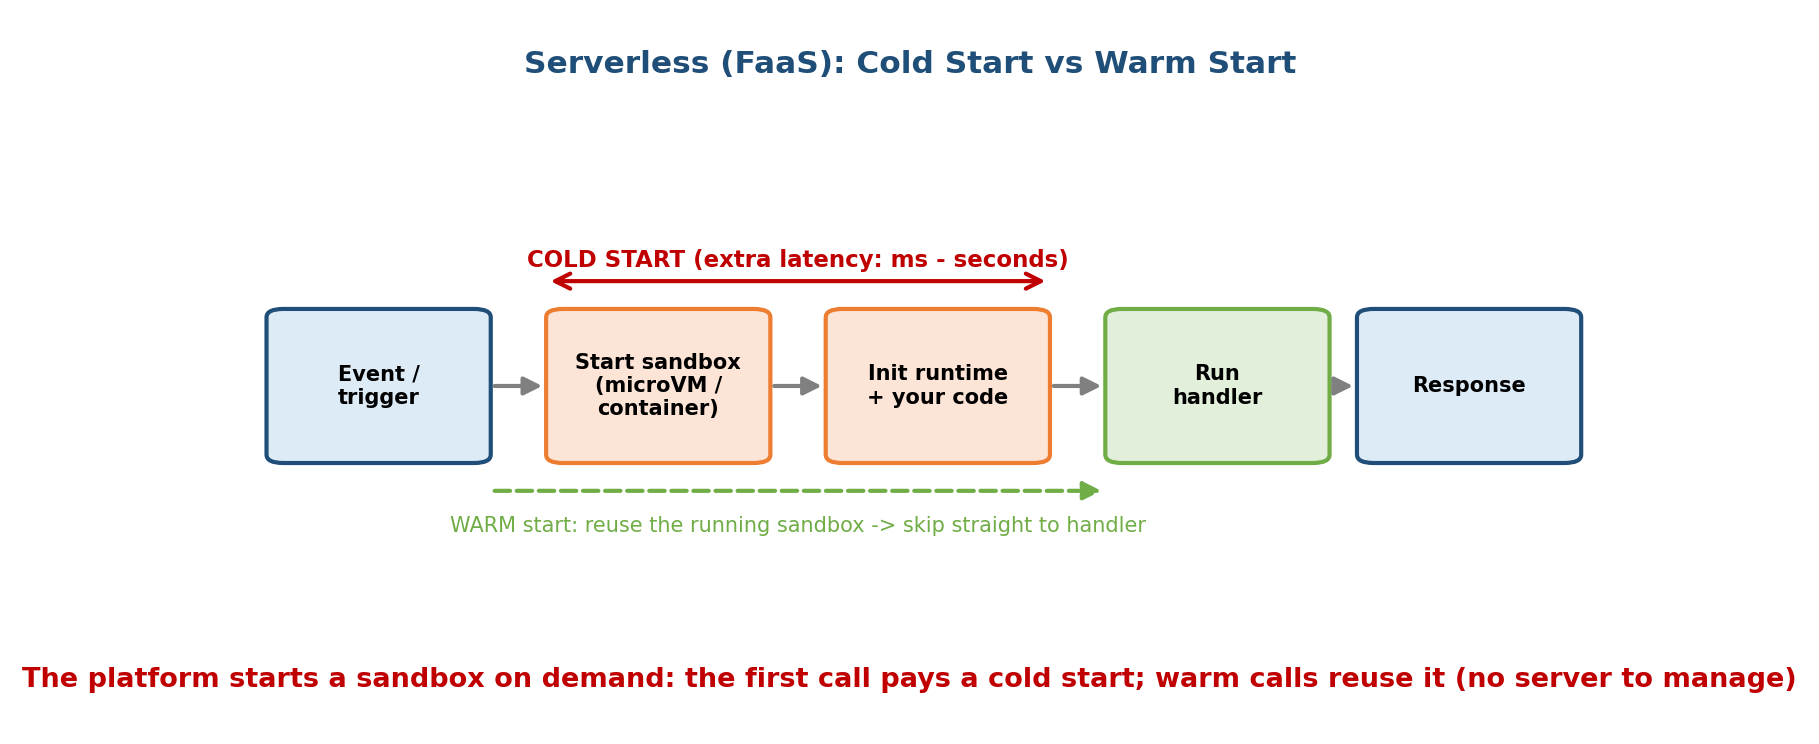 Serverless (FaaS): Cold Start vs Warm Start
COLD START (extra latency: ms - seconds)
Event /
trigger
Start sandbox
(microVM /
container)
Init runtime
+ your code
Run
handler
Response
WARM start: reuse the running sandbox -> skip straight to handler
The platform starts a sandbox on demand: the first call pays a cold start; warm calls reuse it (no server to manage)